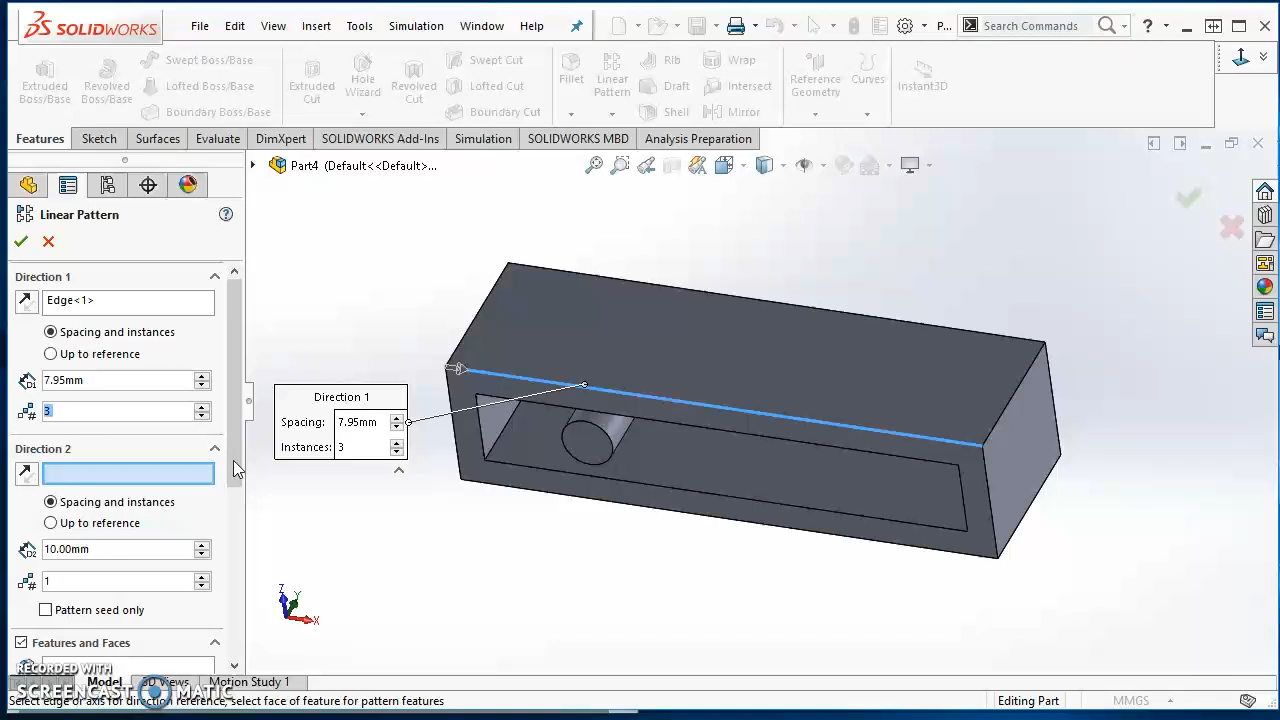 SOLIDWORKS
File Edit View Insert Tools Simulation Window Help
P...
Search Commands
Extruded Boss/Base
Revolved Boss/Base
Swept Boss/Base
Lofted Boss/Base
Boundary Boss/Base
Extruded Cut
Hole Wizard
Revolved Cut
Swept Cut
Lofted Cut
Boundary Cut
Fillet
Linear Pattern
Rib
Draft
Shell
Wrap
Intersect
Mirror
Reference Geometry
Curves
Instant3D
Features Sketch Surfaces Evaluate DimXpert SOLIDWORKS Add-Ins Simulation SOLIDWORKS MBD Analysis Preparation
Part4 (Default<<Default>...
Linear Pattern
Direction 1
Edge<1>
Spacing and instances
Up to reference
7.95mm
3
Direction 2
Spacing and instances
Up to reference
10.00mm
1
Pattern seed only
Features and Faces
Direction 1
Spacing: 7.95mm
Instances: 3
Z
Y
X
RECORDED WITH
SCREENCAST MATIC
Model 3D Views Motion Study 1
Select edge or axis for direction reference, select face of feature for pattern features
Editing Part
MMGS